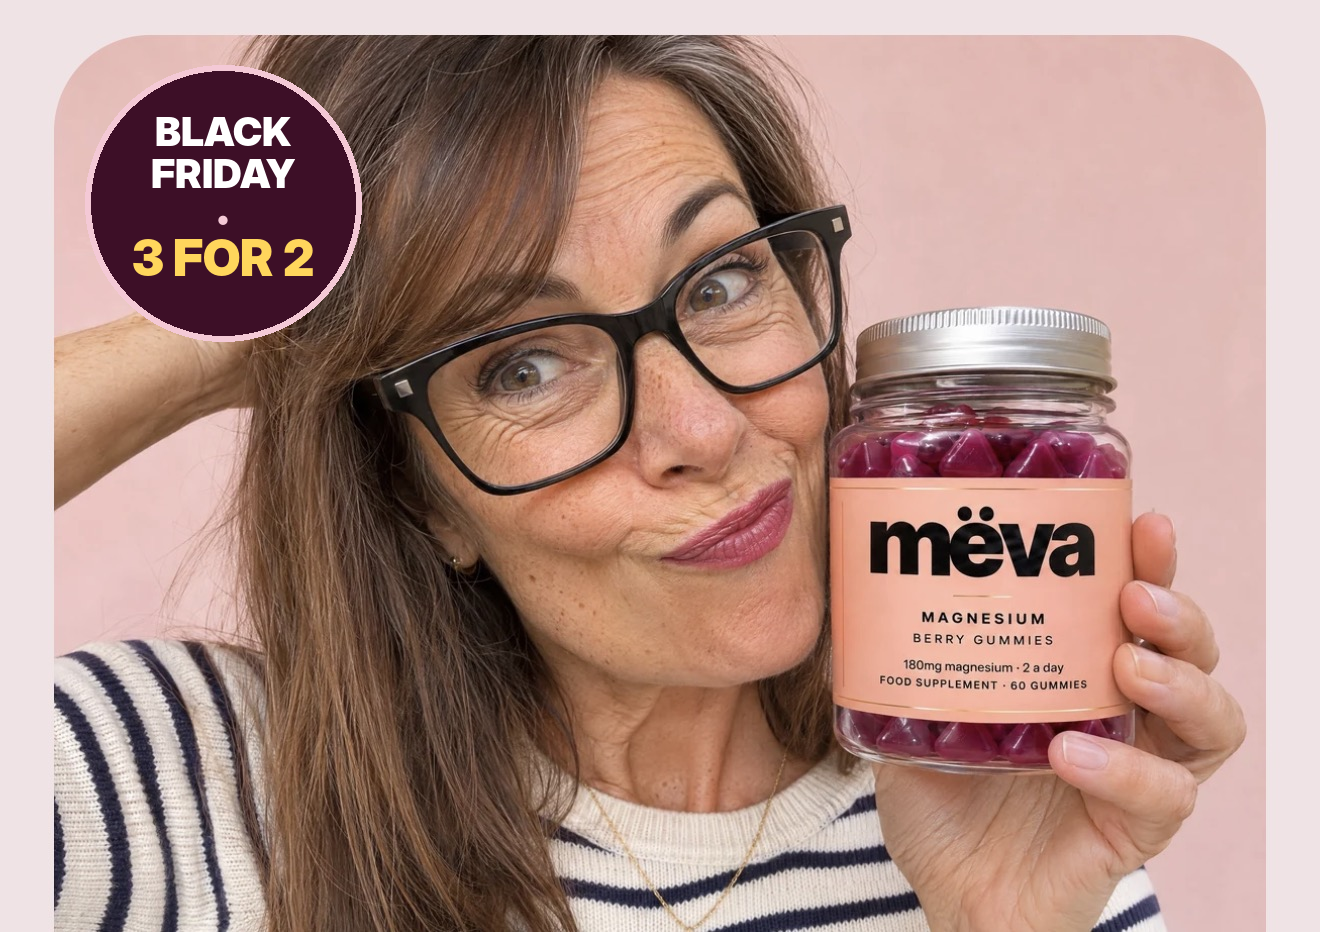 BLACK
FRIDAY
•
3 FOR 2
mëva
MAGNESIUM
BERRY GUMMIES
180mg magnesium · 2 a day
FOOD SUPPLEMENT · 60 GUMMIES